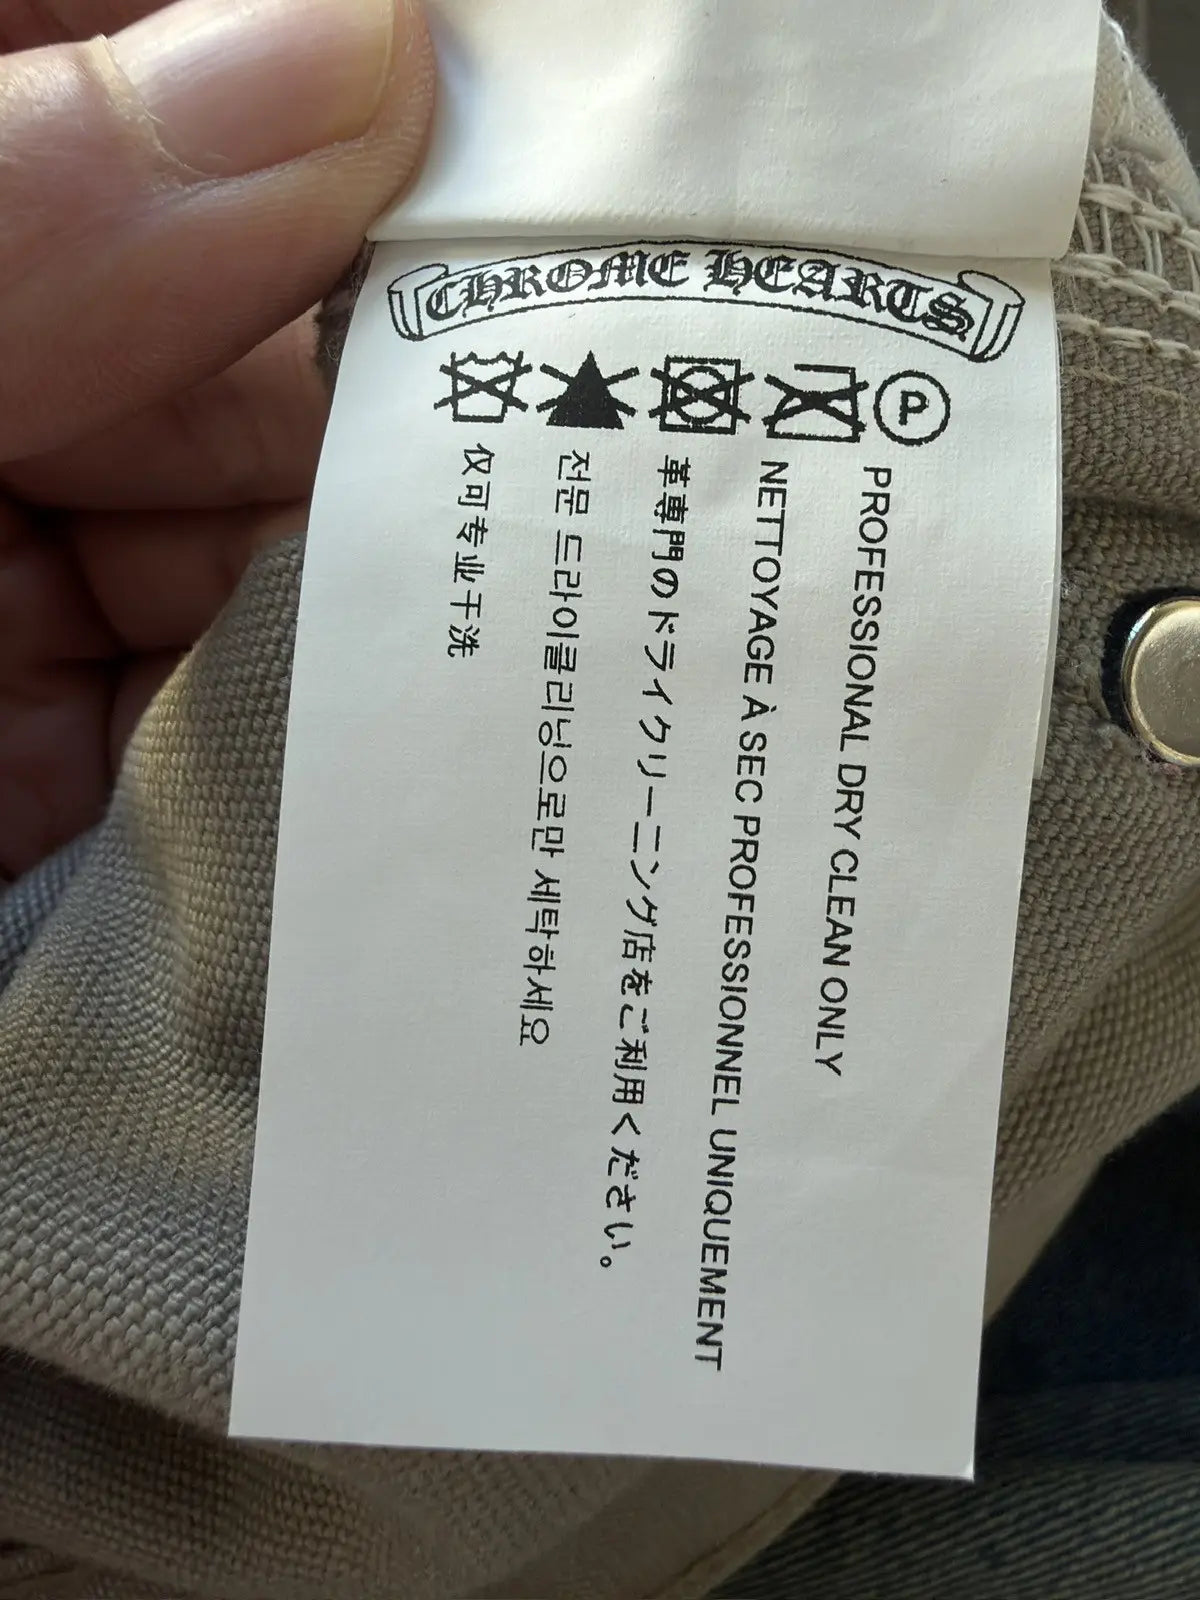 CHROME HEARTS
P
PROFESSIONAL DRY CLEAN ONLY
NETTOYAGE À SEC PROFESSIONNEL UNIQUEMENT
革専門のドライクリーニング店をご利用ください。
전문 드라이클리닝으로만 세탁하세요
仅可专业干洗